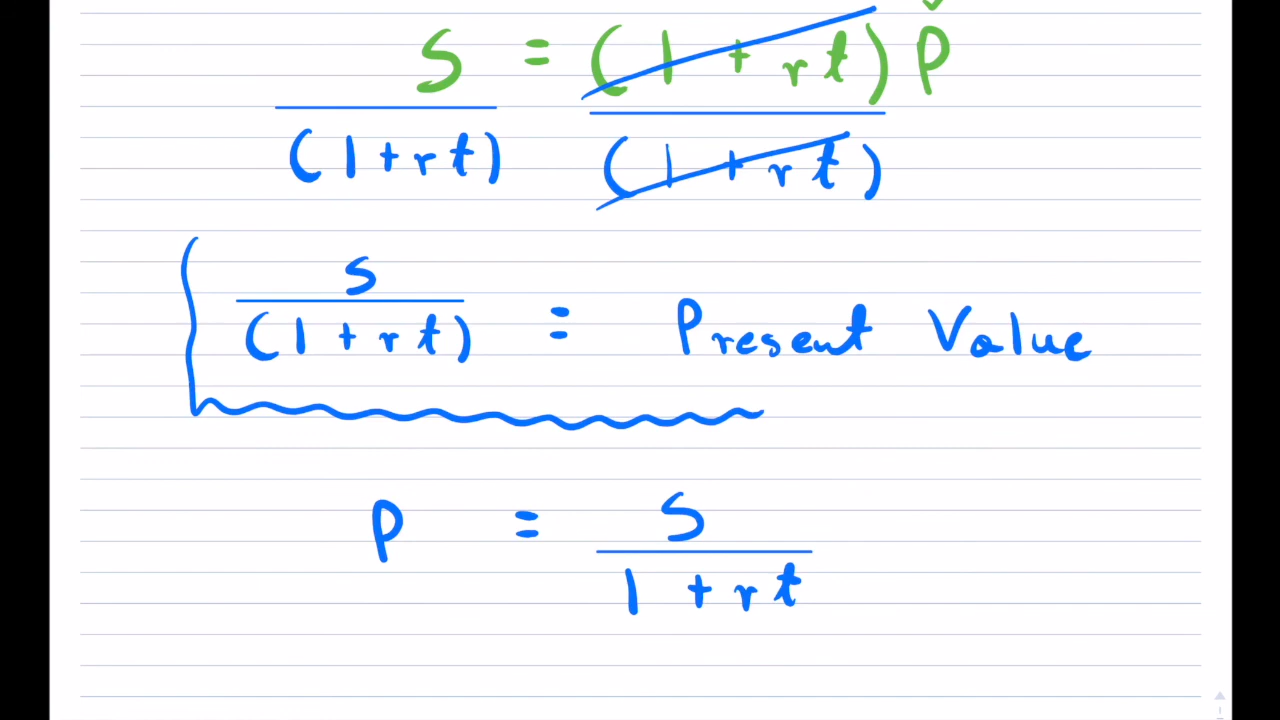 S = (1 + rt) P
(1+rt) (1 + rt)
S
(1 + rt) = Present Value
P = S
1 + rt